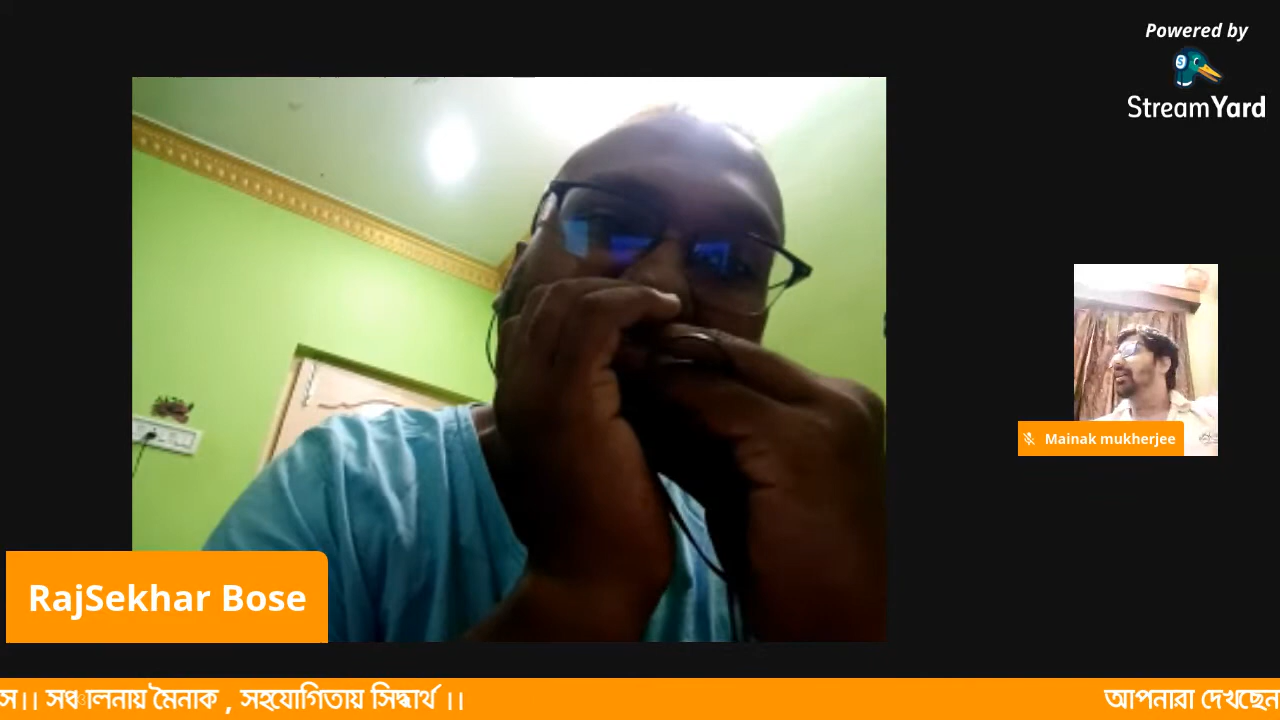 Powered by
StreamYard
Mainak mukherjee
RajSekhar Bose
স।। সঞ্চালনায় মৈনাক , সহযোগিতায় সিদ্ধার্থ ।।
আপনারা দেখছেন